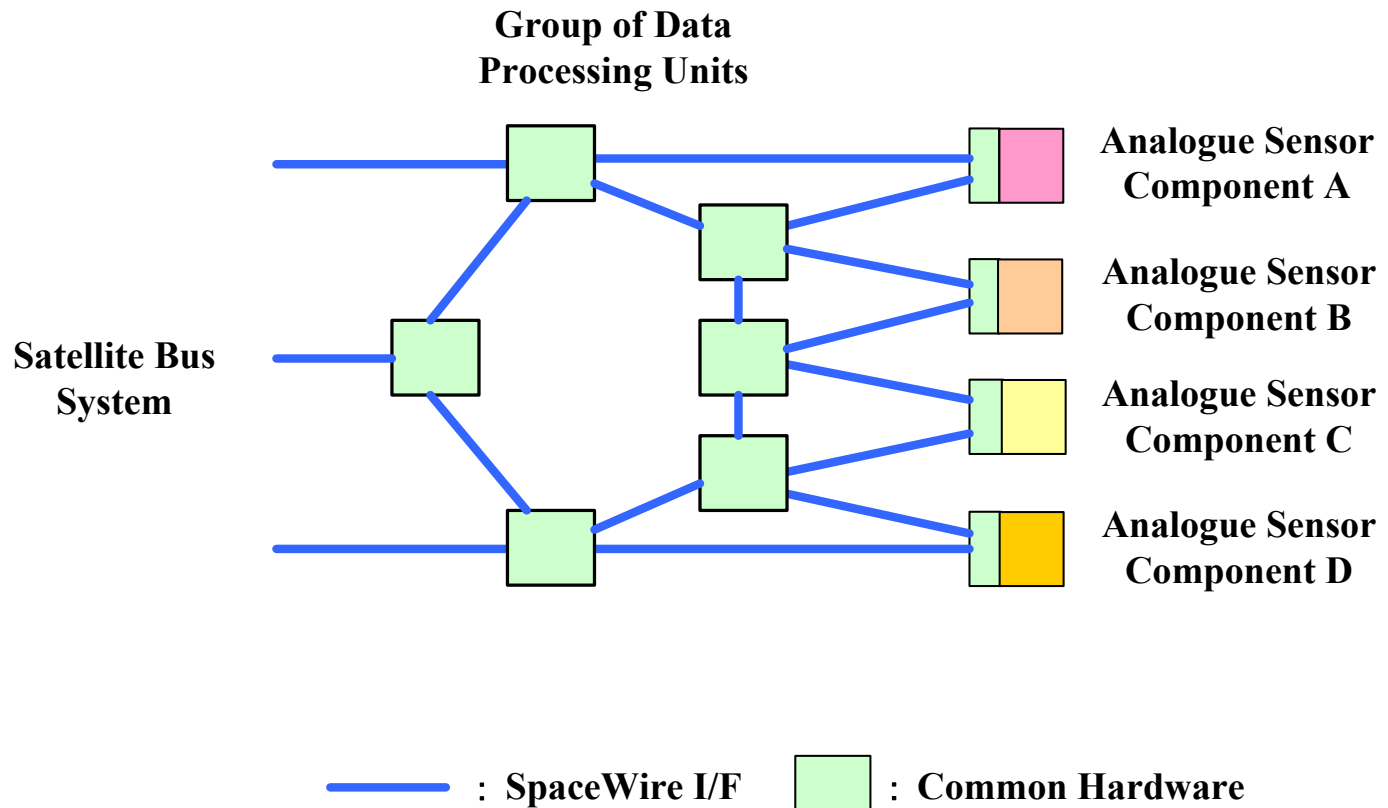 Group of Data
Processing Units
Analogue Sensor
Component A
Analogue Sensor
Component B
Satellite Bus
System
Analogue Sensor
Component C
Analogue Sensor
Component D
: SpaceWire I/F
: Common Hardware